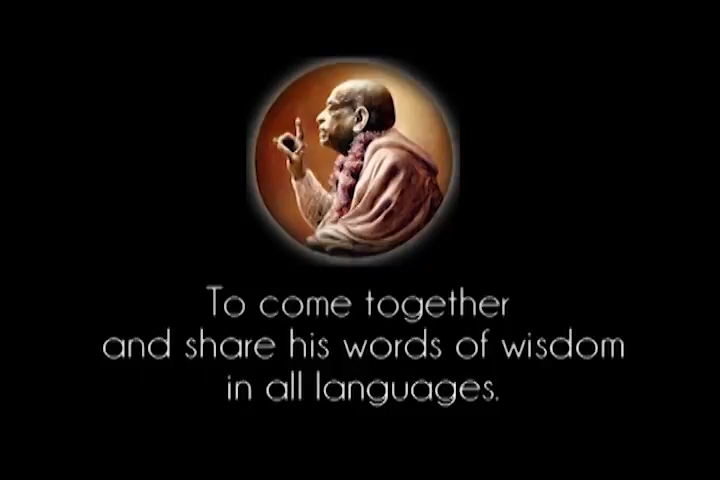 To come together
and share his words of wisdom
in all languages.